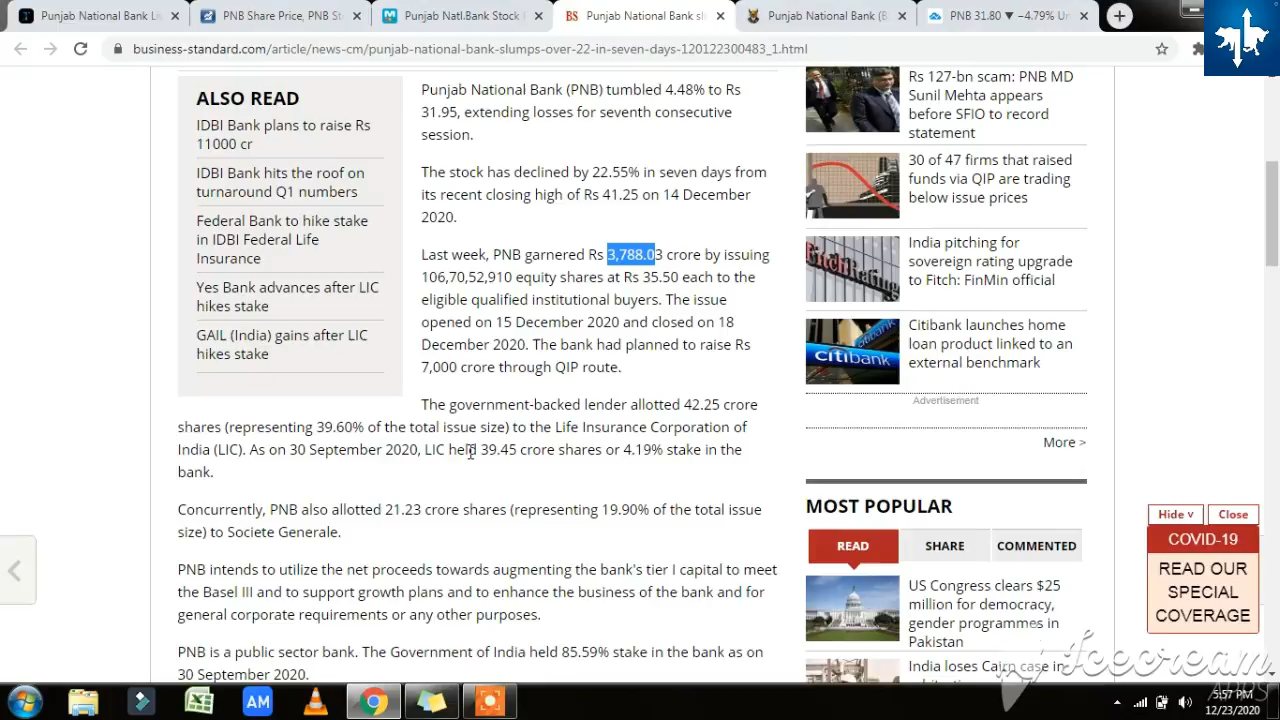 Punjab National Bank Li
PNB Share Price, PNB St
Punjab Natl.Bank Stock P
Punjab National Bank sl
Punjab National Bank (B
PNB 31.80 ▼ −4.79% Un
business-standard.com/article/news-cm/punjab-national-bank-slumps-over-22-in-seven-days-120122300483_1.html
ALSO READ
IDBI Bank plans to raise Rs
11000 cr
IDBI Bank hits the roof on
turnaround Q1 numbers
Federal Bank to hike stake
in IDBI Federal Life
Insurance
Yes Bank advances after LIC
hikes stake
GAIL (India) gains after LIC
hikes stake
Punjab National Bank (PNB) tumbled 4.48% to Rs
31.95, extending losses for seventh consecutive
session.
The stock has declined by 22.55% in seven days from
its recent closing high of Rs 41.25 on 14 December
2020.
Last week, PNB garnered Rs 3,788.03 crore by issuing
106,70,52,910 equity shares at Rs 35.50 each to the
eligible qualified institutional buyers. The issue
opened on 15 December 2020 and closed on 18
December 2020. The bank had planned to raise Rs
7,000 crore through QIP route.
The government-backed lender allotted 42.25 crore
shares (representing 39.60% of the total issue size) to the Life Insurance Corporation of
India (LIC). As on 30 September 2020, LIC held 39.45 crore shares or 4.19% stake in the
bank.
Concurrently, PNB also allotted 21.23 crore shares (representing 19.90% of the total issue
size) to Societe Generale.
PNB intends to utilize the net proceeds towards augmenting the bank's tier I capital to meet
the Basel III and to support growth plans and to enhance the business of the bank and for
general corporate requirements or any other purposes.
PNB is a public sector bank. The Government of India held 85.59% stake in the bank as on
30 September
Rs 127-bn scam: PNB MD
Sunil Mehta appears
before SFIO to record
statement
30 of 47 firms that raised
funds via QIP are trading
below issue prices
FitchRatings
India pitching for
sovereign rating upgrade
to Fitch: FinMin official
citibank
Citibank launches home
loan product linked to an
external benchmark
Advertisement
More >
MOST POPULAR
READ
SHARE
COMMENTED
US Congress clears $25
million for democracy,
gender programmes in
Pakistan
India loses Cairn case in
Hide v
Close
COVID-19
READ OUR
SPECIAL
COVERAGE
Icecream
APPS
AM
5:57 PM
12/23/2020